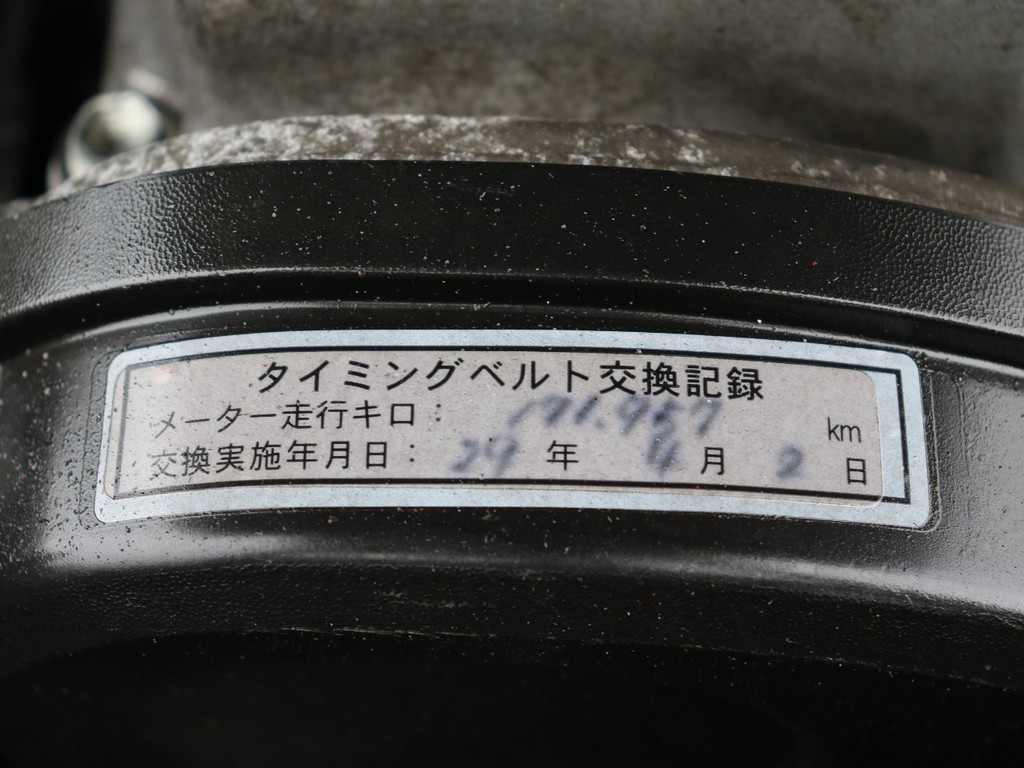 タイミングベルト交換記録
メーター走行キロ： 191.957 km
交換実施年月日： 29 年 4 月 2 日